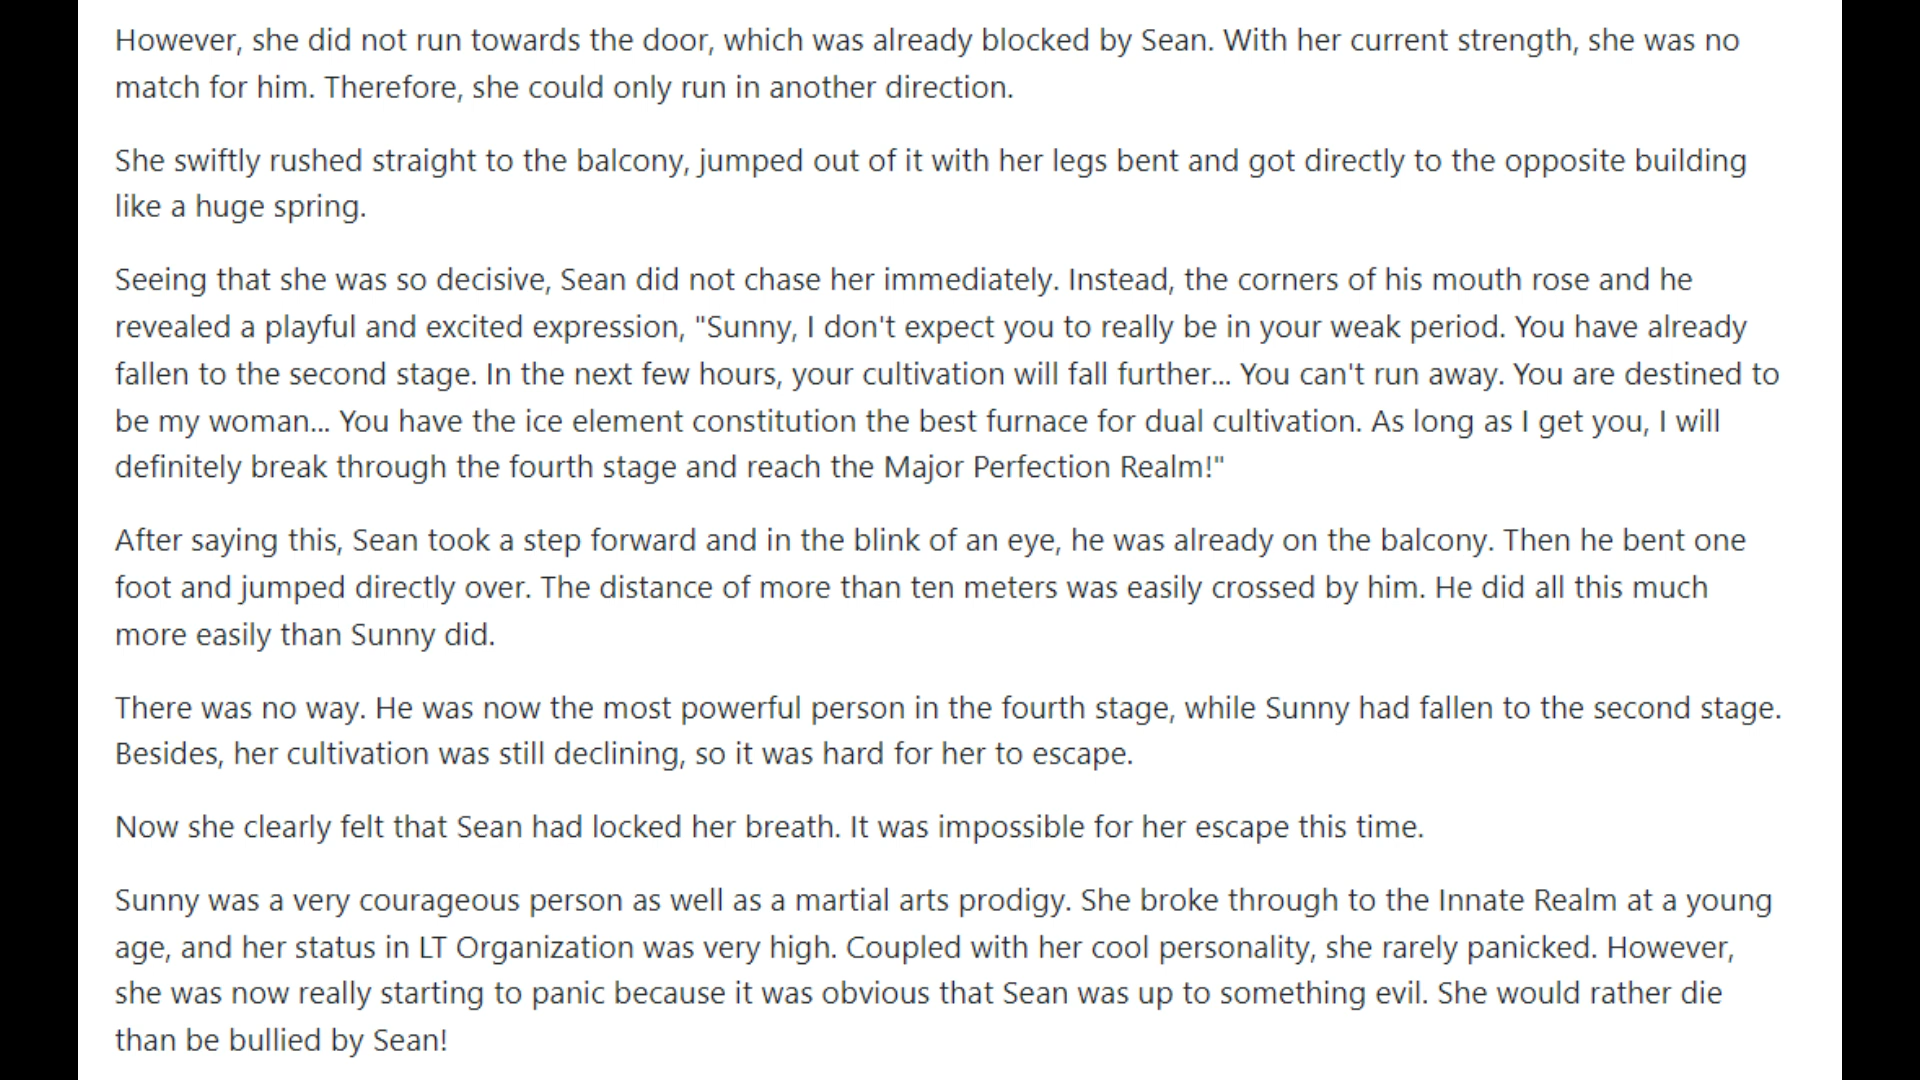 However, she did not run towards the door, which was already blocked by Sean. With her current strength, she was no
match for him. Therefore, she could only run in another direction.
She swiftly rushed straight to the balcony, jumped out of it with her legs bent and got directly to the opposite building
like a huge spring.
Seeing that she was so decisive, Sean did not chase her immediately. Instead, the corners of his mouth rose and he
revealed a playful and excited expression, "Sunny, I don't expect you to really be in your weak period. You have already
fallen to the second stage. In the next few hours, your cultivation will fall further... You can't run away. You are destined to
be my woman... You have the ice element constitution the best furnace for dual cultivation. As long as I get you, I will
definitely break through the fourth stage and reach the Major Perfection Realm!"
After saying this, Sean took a step forward and in the blink of an eye, he was already on the balcony. Then he bent one
foot and jumped directly over. The distance of more than ten meters was easily crossed by him. He did all this much
more easily than Sunny did.
There was no way. He was now the most powerful person in the fourth stage, while Sunny had fallen to the second stage.
Besides, her cultivation was still declining, so it was hard for her to escape.
Now she clearly felt that Sean had locked her breath. It was impossible for her escape this time.
Sunny was a very courageous person as well as a martial arts prodigy. She broke through to the Innate Realm at a young
age, and her status in LT Organization was very high. Coupled with her cool personality, she rarely panicked. However,
she was now really starting to panic because it was obvious that Sean was up to something evil. She would rather die
than be bullied by Sean!